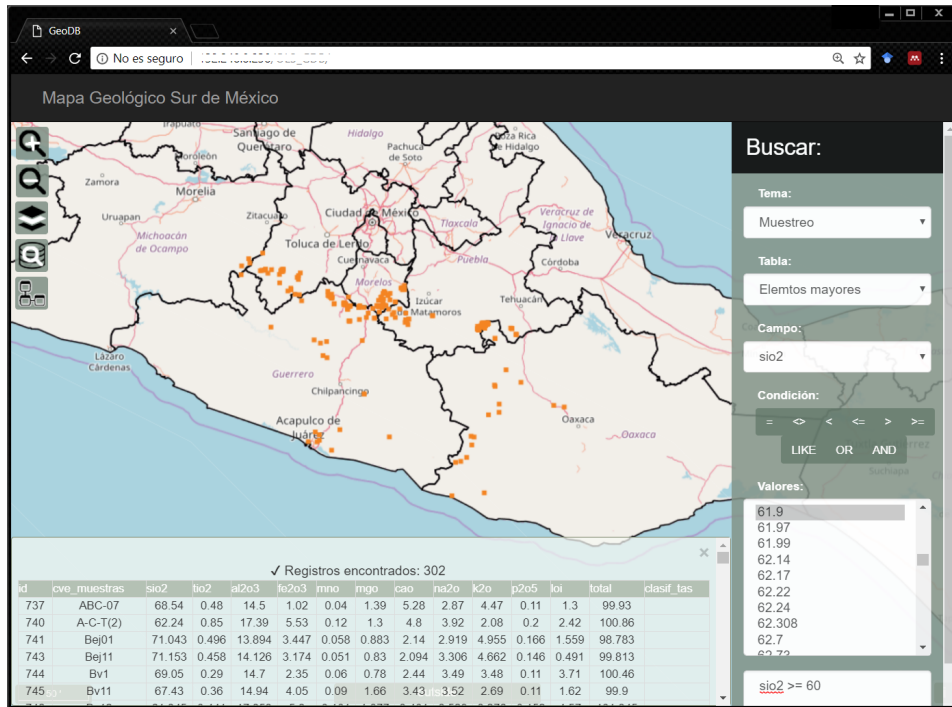 GeoDB
No es seguro
Mapa Geológico Sur de México
Irapuato
Santiago de
Querétaro
Hidalgo
Pachuca
de Soto
Poza Rica
de Hidalgo
Moroleón
Zamora
Morelia
Uruapan
Zitacuaro
Michoacán
de Ocampo
Ciudad de México
Tlaxcala
Veracruz de
Ignacio de
la Llave
Veracruz
Toluca de Lerdo
Cuernavaca
Puebla
Córdoba
Morelos
Izúcar
de Matamoros
Tehuacán
Lázaro
Cárdenas
Guerrero
Chilpancingo
Acapulco de
Juárez
Oaxaca
Oaxaca
Buscar:
Tema:
Muestreo
Tabla:
Elemtos mayores
Campo:
sio2
Condición:
= <> < <= > >=
LIKE OR AND
Valores:
61.9
61.97
61.99
62.14
62.17
62.22
62.24
62.308
62.7
62.73
sio2 >= 60
✓ Registros encontrados: 302
id cve_muestras sio2 tio2 al2o3 fe2o3 mno mgo cao na2o k2o p2o5 loi total clasif_tas
737 ABC-07 68.54 0.48 14.5 1.02 0.04 1.39 5.28 2.87 4.47 0.11 1.3 99.93
740 A-C-T(2) 62.24 0.85 17.39 5.53 0.12 1.3 4.8 3.92 2.08 0.2 2.42 100.86
741 Bej01 71.043 0.496 13.894 3.447 0.058 0.883 2.14 2.919 4.955 0.166 1.559 98.783
743 Bej11 71.153 0.458 14.126 3.174 0.051 0.83 2.094 3.306 4.662 0.146 0.491 99.813
744 Bv1 69.05 0.29 14.7 2.35 0.06 0.78 2.44 3.49 3.48 0.11 3.71 100.46
745 Bv11 67.43 0.36 14.94 4.05 0.09 1.66 3.43 3.52 2.69 0.11 1.62 99.9